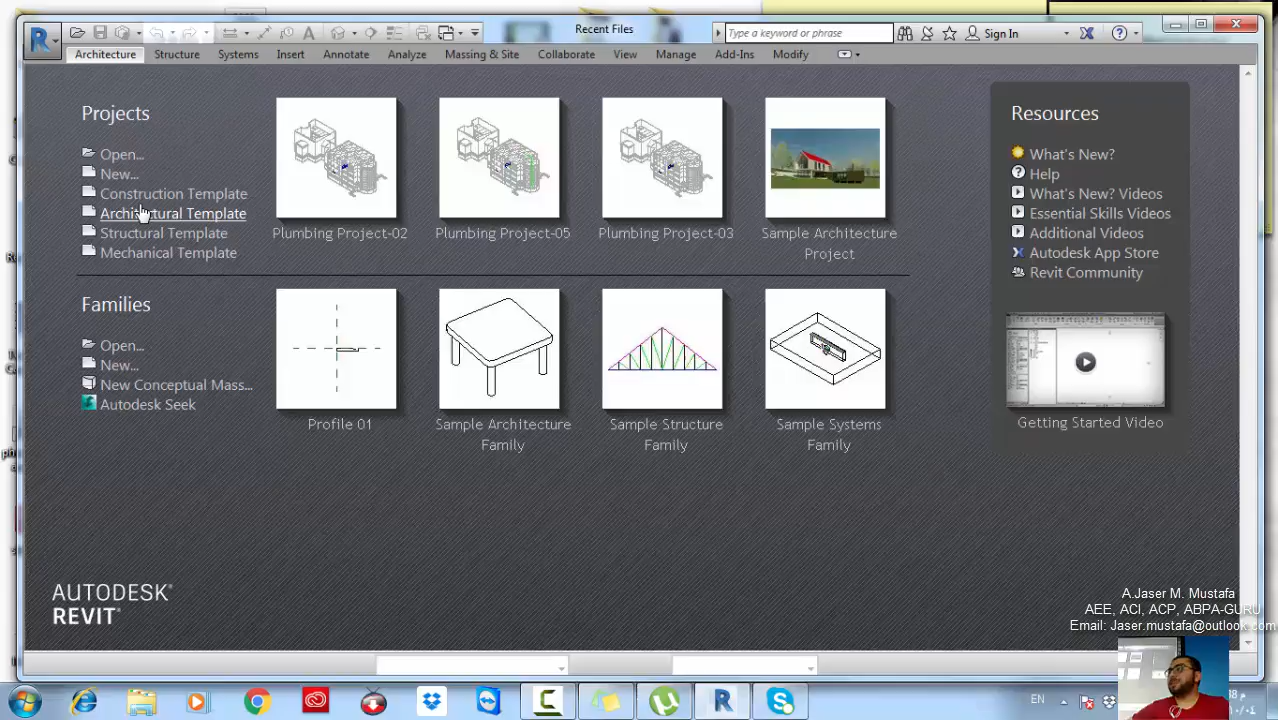 Recent Files
Type a keyword or phrase
Sign In
Architecture
Structure
Systems
Insert
Annotate
Analyze
Massing & Site
Collaborate
View
Manage
Add-Ins
Modify
Projects
Open...
New...
Construction Template
Architectural Template
Structural Template
Mechanical Template
Plumbing Project-02
Plumbing Project-05
Plumbing Project-03
Sample Architecture
Project
Families
Open...
New...
New Conceptual Mass...
Autodesk Seek
Profile 01
Sample Architecture
Family
Sample Structure
Family
Sample Systems
Family
Resources
What's New?
Help
What's New? Videos
Essential Skills Videos
Additional Videos
Autodesk App Store
Revit Community
Getting Started Video
AUTODESK®
REVIT®
A.Jaser M. Mustafa
AEE, ACI, ACP, ABPA-GURU
Email: Jaser.mustafa@outlook.com
EN